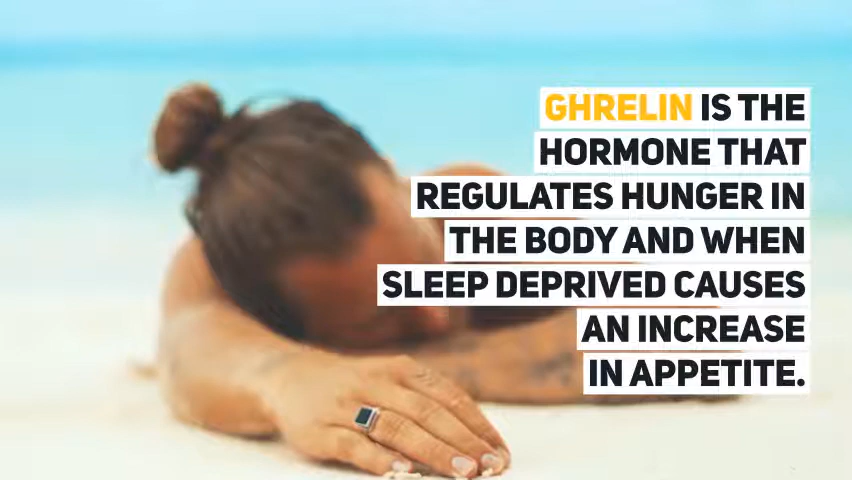 GHRELIN IS THE
HORMONE THAT
REGULATES HUNGER IN
THE BODY AND WHEN
SLEEP DEPRIVED CAUSES
AN INCREASE
IN APPETITE.